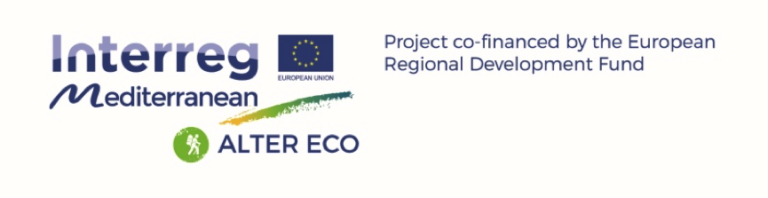 Interreg
EUROPEAN UNION
Mediterranean
ALTER ECO
Project co-financed by the European
Regional Development Fund